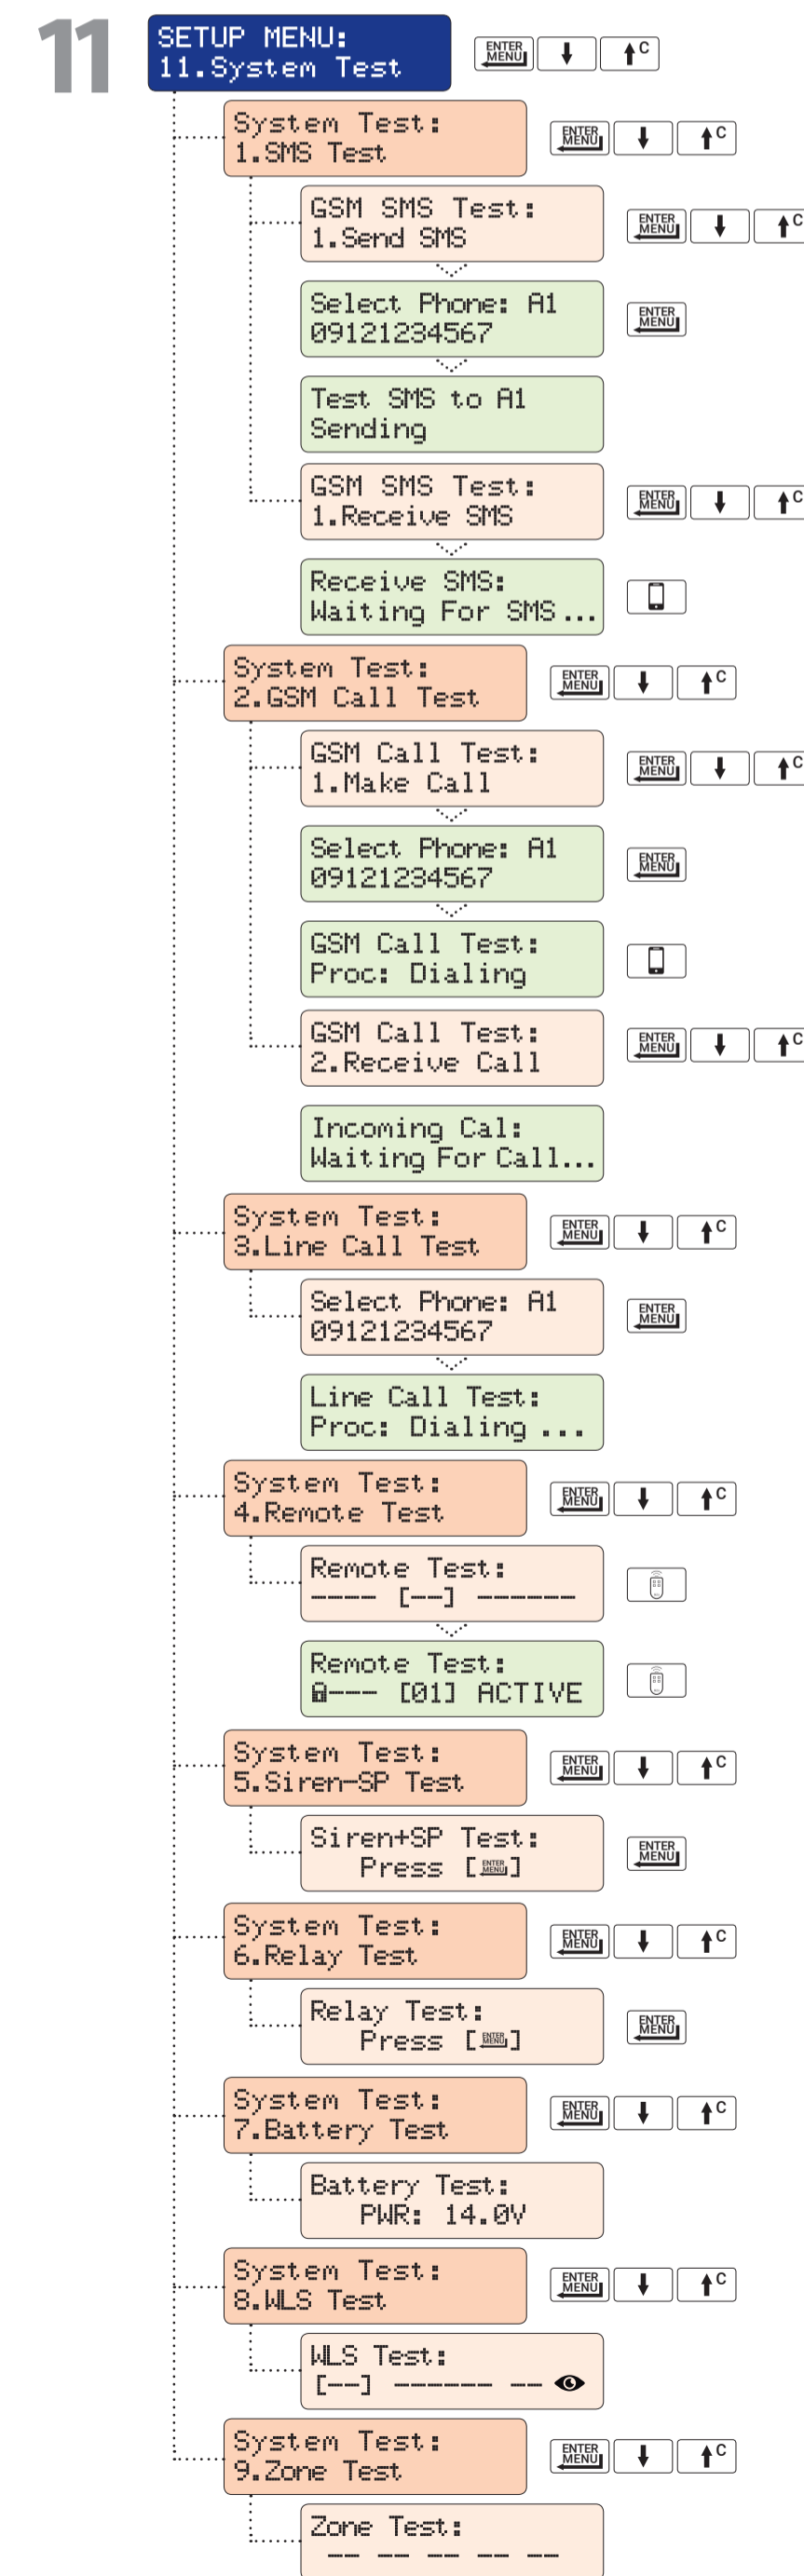 11
SETUP MENU:
11.System Test
ENTER
MENU
C
System Test:
1.SMS Test
ENTER
MENU
C
GSM SMS Test:
1.Send SMS
ENTER
MENU
C
Select Phone: A1
09121234567
ENTER
MENU
Test SMS to A1
Sending
GSM SMS Test:
1.Receive SMS
ENTER
MENU
C
Receive SMS:
Waiting For SMS...
System Test:
2.GSM Call Test
ENTER
MENU
C
GSM Call Test:
1.Make Call
ENTER
MENU
C
Select Phone: A1
09121234567
ENTER
MENU
GSM Call Test:
Proc: Dialing
GSM Call Test:
2.Receive Call
ENTER
MENU
C
Incoming Cal:
Waiting For Call...
System Test:
3.Line Call Test
ENTER
MENU
C
Select Phone: A1
09121234567
ENTER
MENU
Line Call Test:
Proc: Dialing ...
System Test:
4.Remote Test
ENTER
MENU
C
Remote Test:
---- [--] ------
Remote Test:
--- [01] ACTIVE
System Test:
5.Siren-SP Test
ENTER
MENU
C
Siren+SP Test:
Press [ENTER MENU]
ENTER
MENU
System Test:
6.Relay Test
ENTER
MENU
C
Relay Test:
Press [ENTER MENU]
ENTER
MENU
System Test:
7.Battery Test
ENTER
MENU
C
Battery Test:
PWR: 14.0V
System Test:
8.WLS Test
ENTER
MENU
C
WLS Test:
[--] ------ --
System Test:
9.Zone Test
ENTER
MENU
C
Zone Test:
-- -- -- -- --